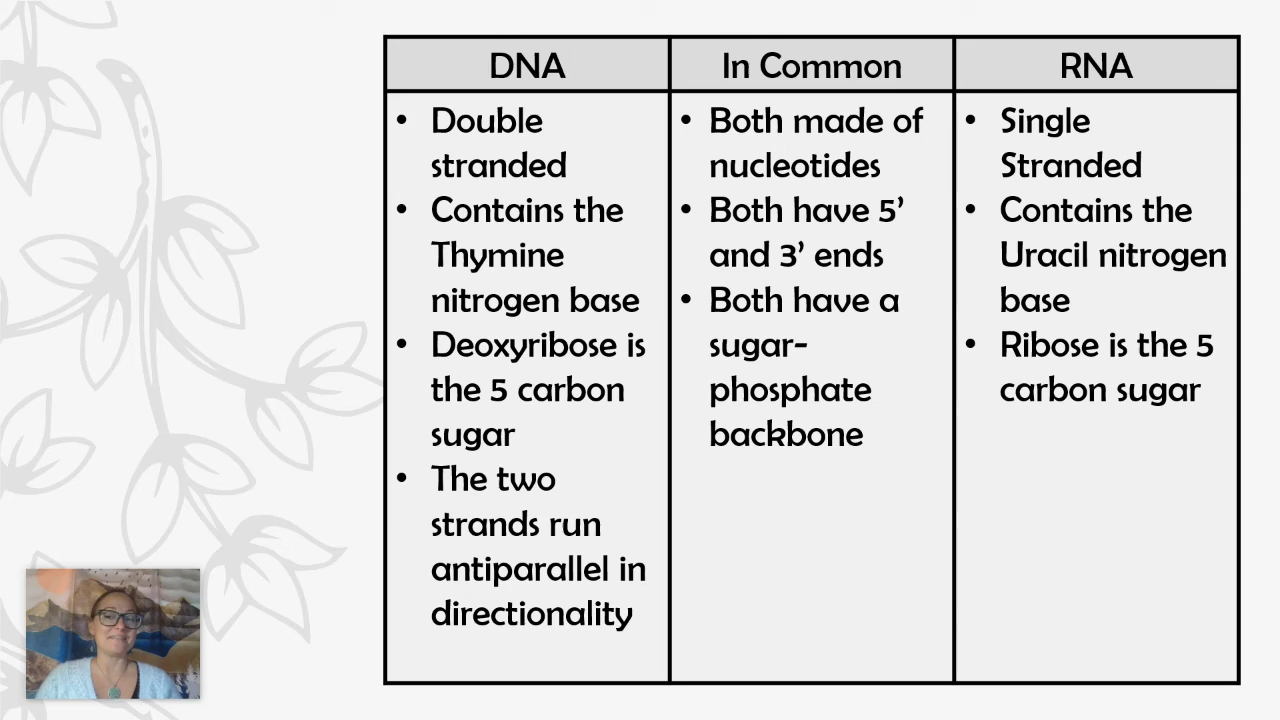 DNA
In Common
RNA
• Double
stranded
• Contains the
Thymine
nitrogen base
• Deoxyribose is
the 5 carbon
sugar
• The two
strands run
antiparallel in
directionality
• Both made of
nucleotides
• Both have 5’
and 3’ ends
• Both have a
sugar-
phosphate
backbone
• Single
Stranded
• Contains the
Uracil nitrogen
base
• Ribose is the 5
carbon sugar